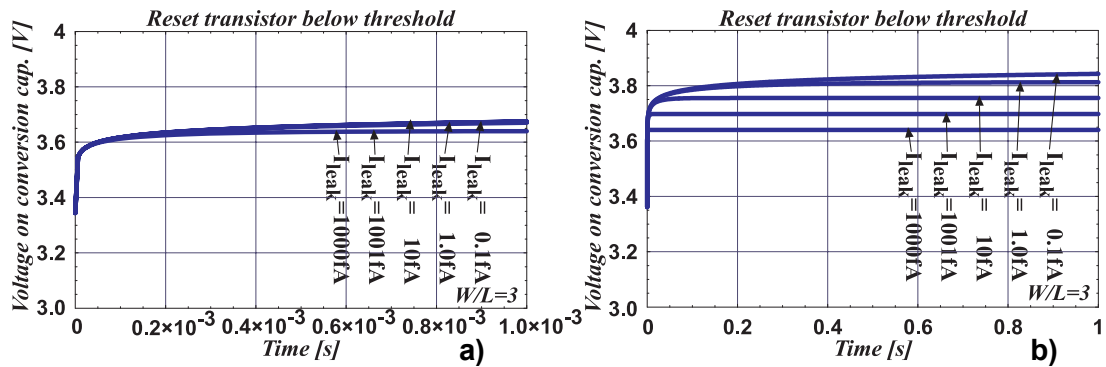 Reset transistor below threshold
Voltage on conversion cap. [V]
4
3.8
3.6
3.4
3.2
3.0
I_leak=1000fA
I_leak=1001fA
I_leak= 10fA
I_leak= 1.0fA
I_leak= 0.1fA
W/L=3
0 0.2×10⁻³ 0.4×10⁻³ 0.6×10⁻³ 0.8×10⁻³ 1.0×10⁻³
Time [s]
a)
Reset transistor below threshold
Voltage on conversion cap. [V]
4
3.8
3.6
3.4
3.2
3.0
I_leak=1000fA
I_leak=1001fA
I_leak= 10fA
I_leak= 1.0fA
I_leak= 0.1fA
W/L=3
0 0.2 0.4 0.6 0.8 1
Time [s]
b)